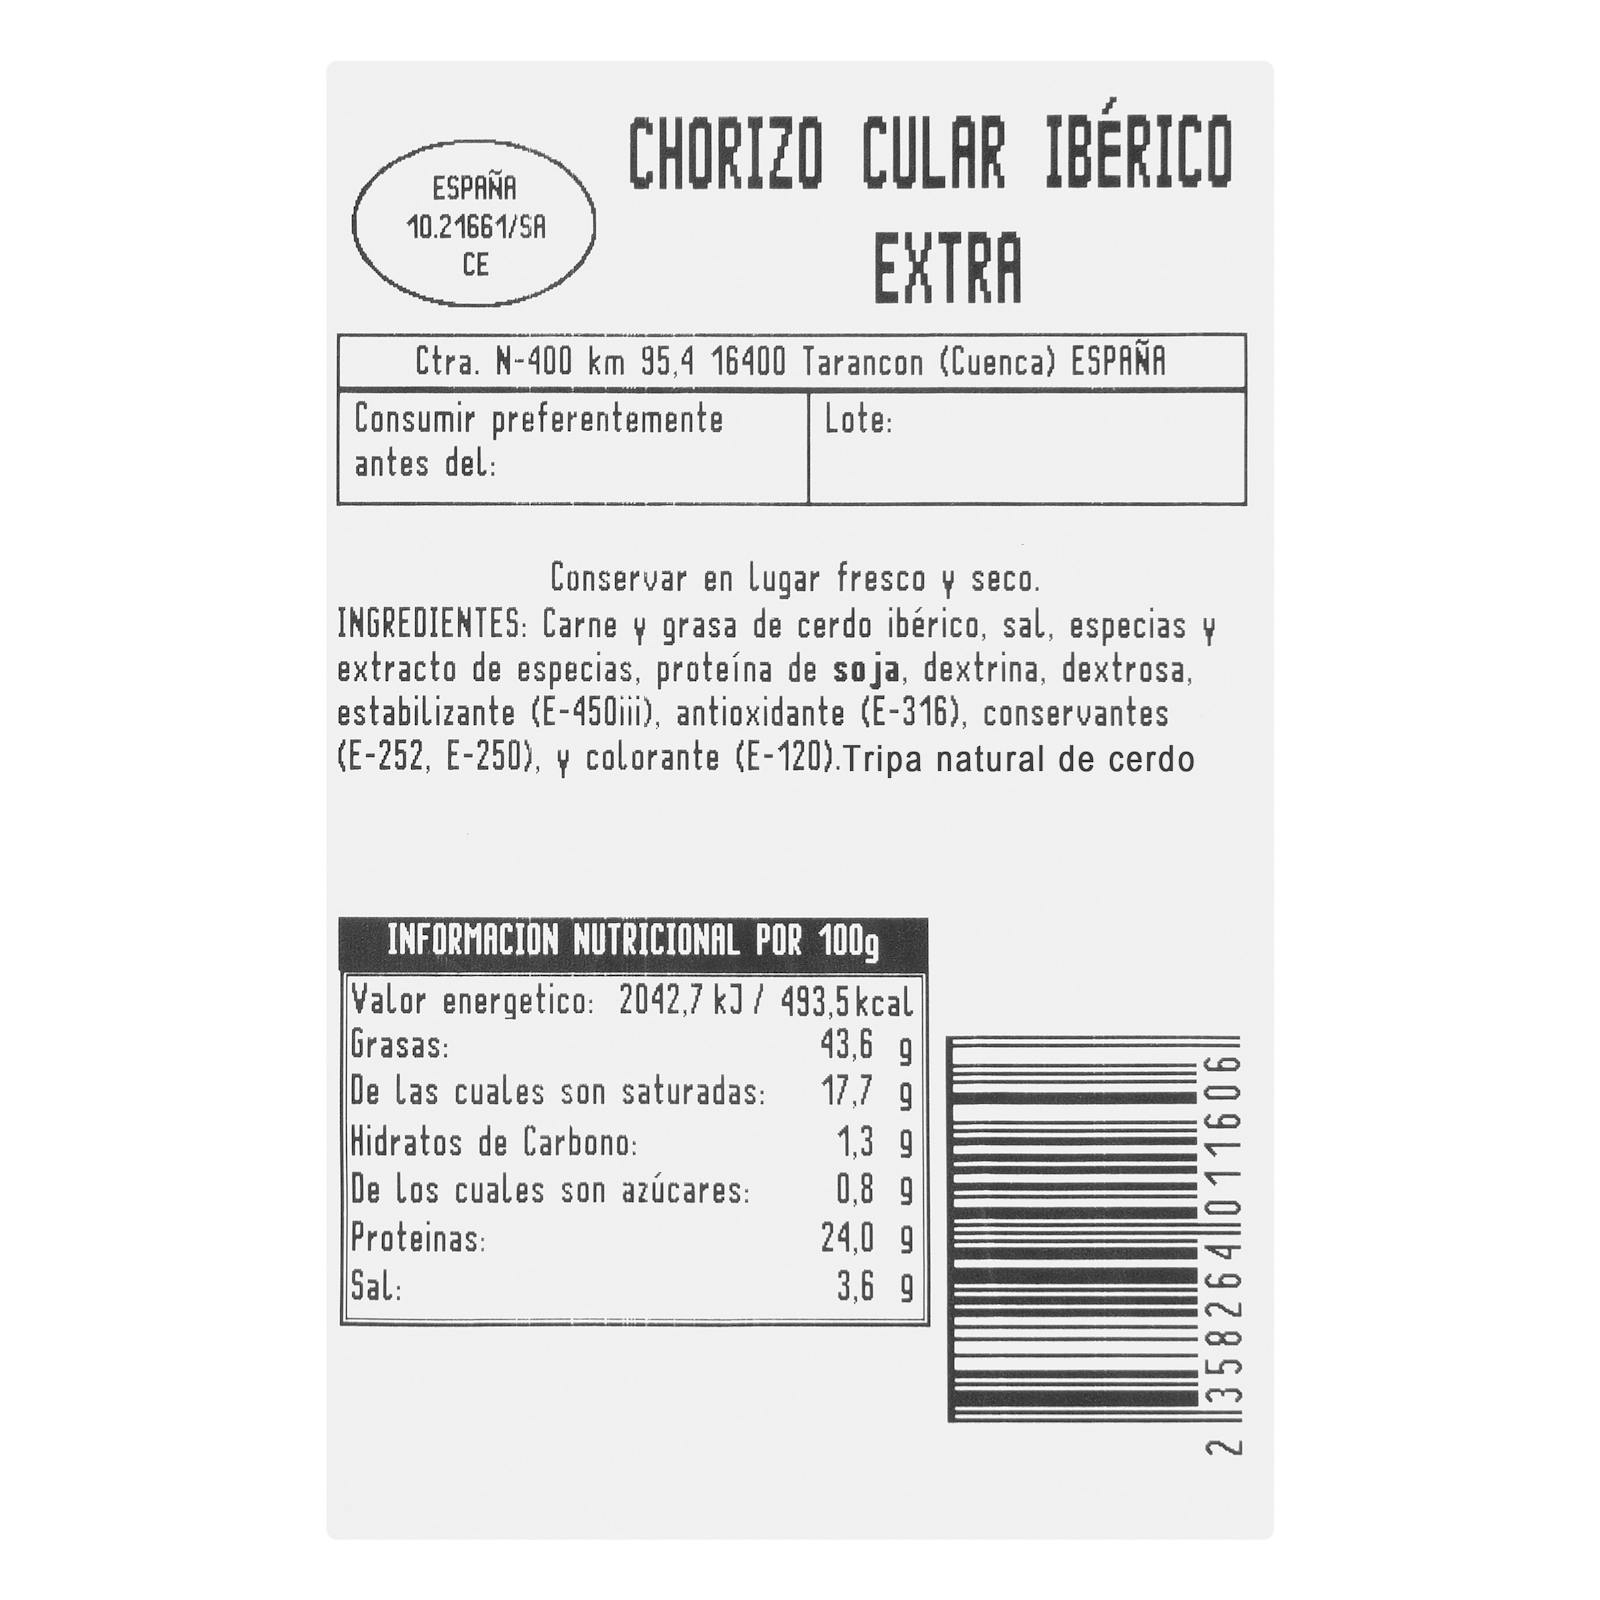 ESPAÑA
10.21661/SA
CE
CHORIZO CULAR IBÉRICO
EXTRA
Ctra. N-400 km 95,4 16400 Tarancon (Cuenca) ESPAÑA
Consumir preferentemente
antes del:
Lote:
Conservar en lugar fresco y seco.
INGREDIENTES: Carne y grasa de cerdo ibérico, sal, especias y
extracto de especias, proteína de soja, dextrina, dextrosa,
estabilizante (E-450iii), antioxidante (E-316), conservantes
(E-252, E-250), y colorante (E-120).Tripa natural de cerdo
INFORMACION NUTRICIONAL POR 100g
Valor energetico: 2042,7 kJ / 493,5 kcal
Grasas: 43,6 g
De las cuales son saturadas: 17,7 g
Hidratos de Carbono: 1,3 g
De los cuales son azúcares: 0,8 g
Proteinas: 24,0 g
Sal: 3,6 g
2 358264 011606